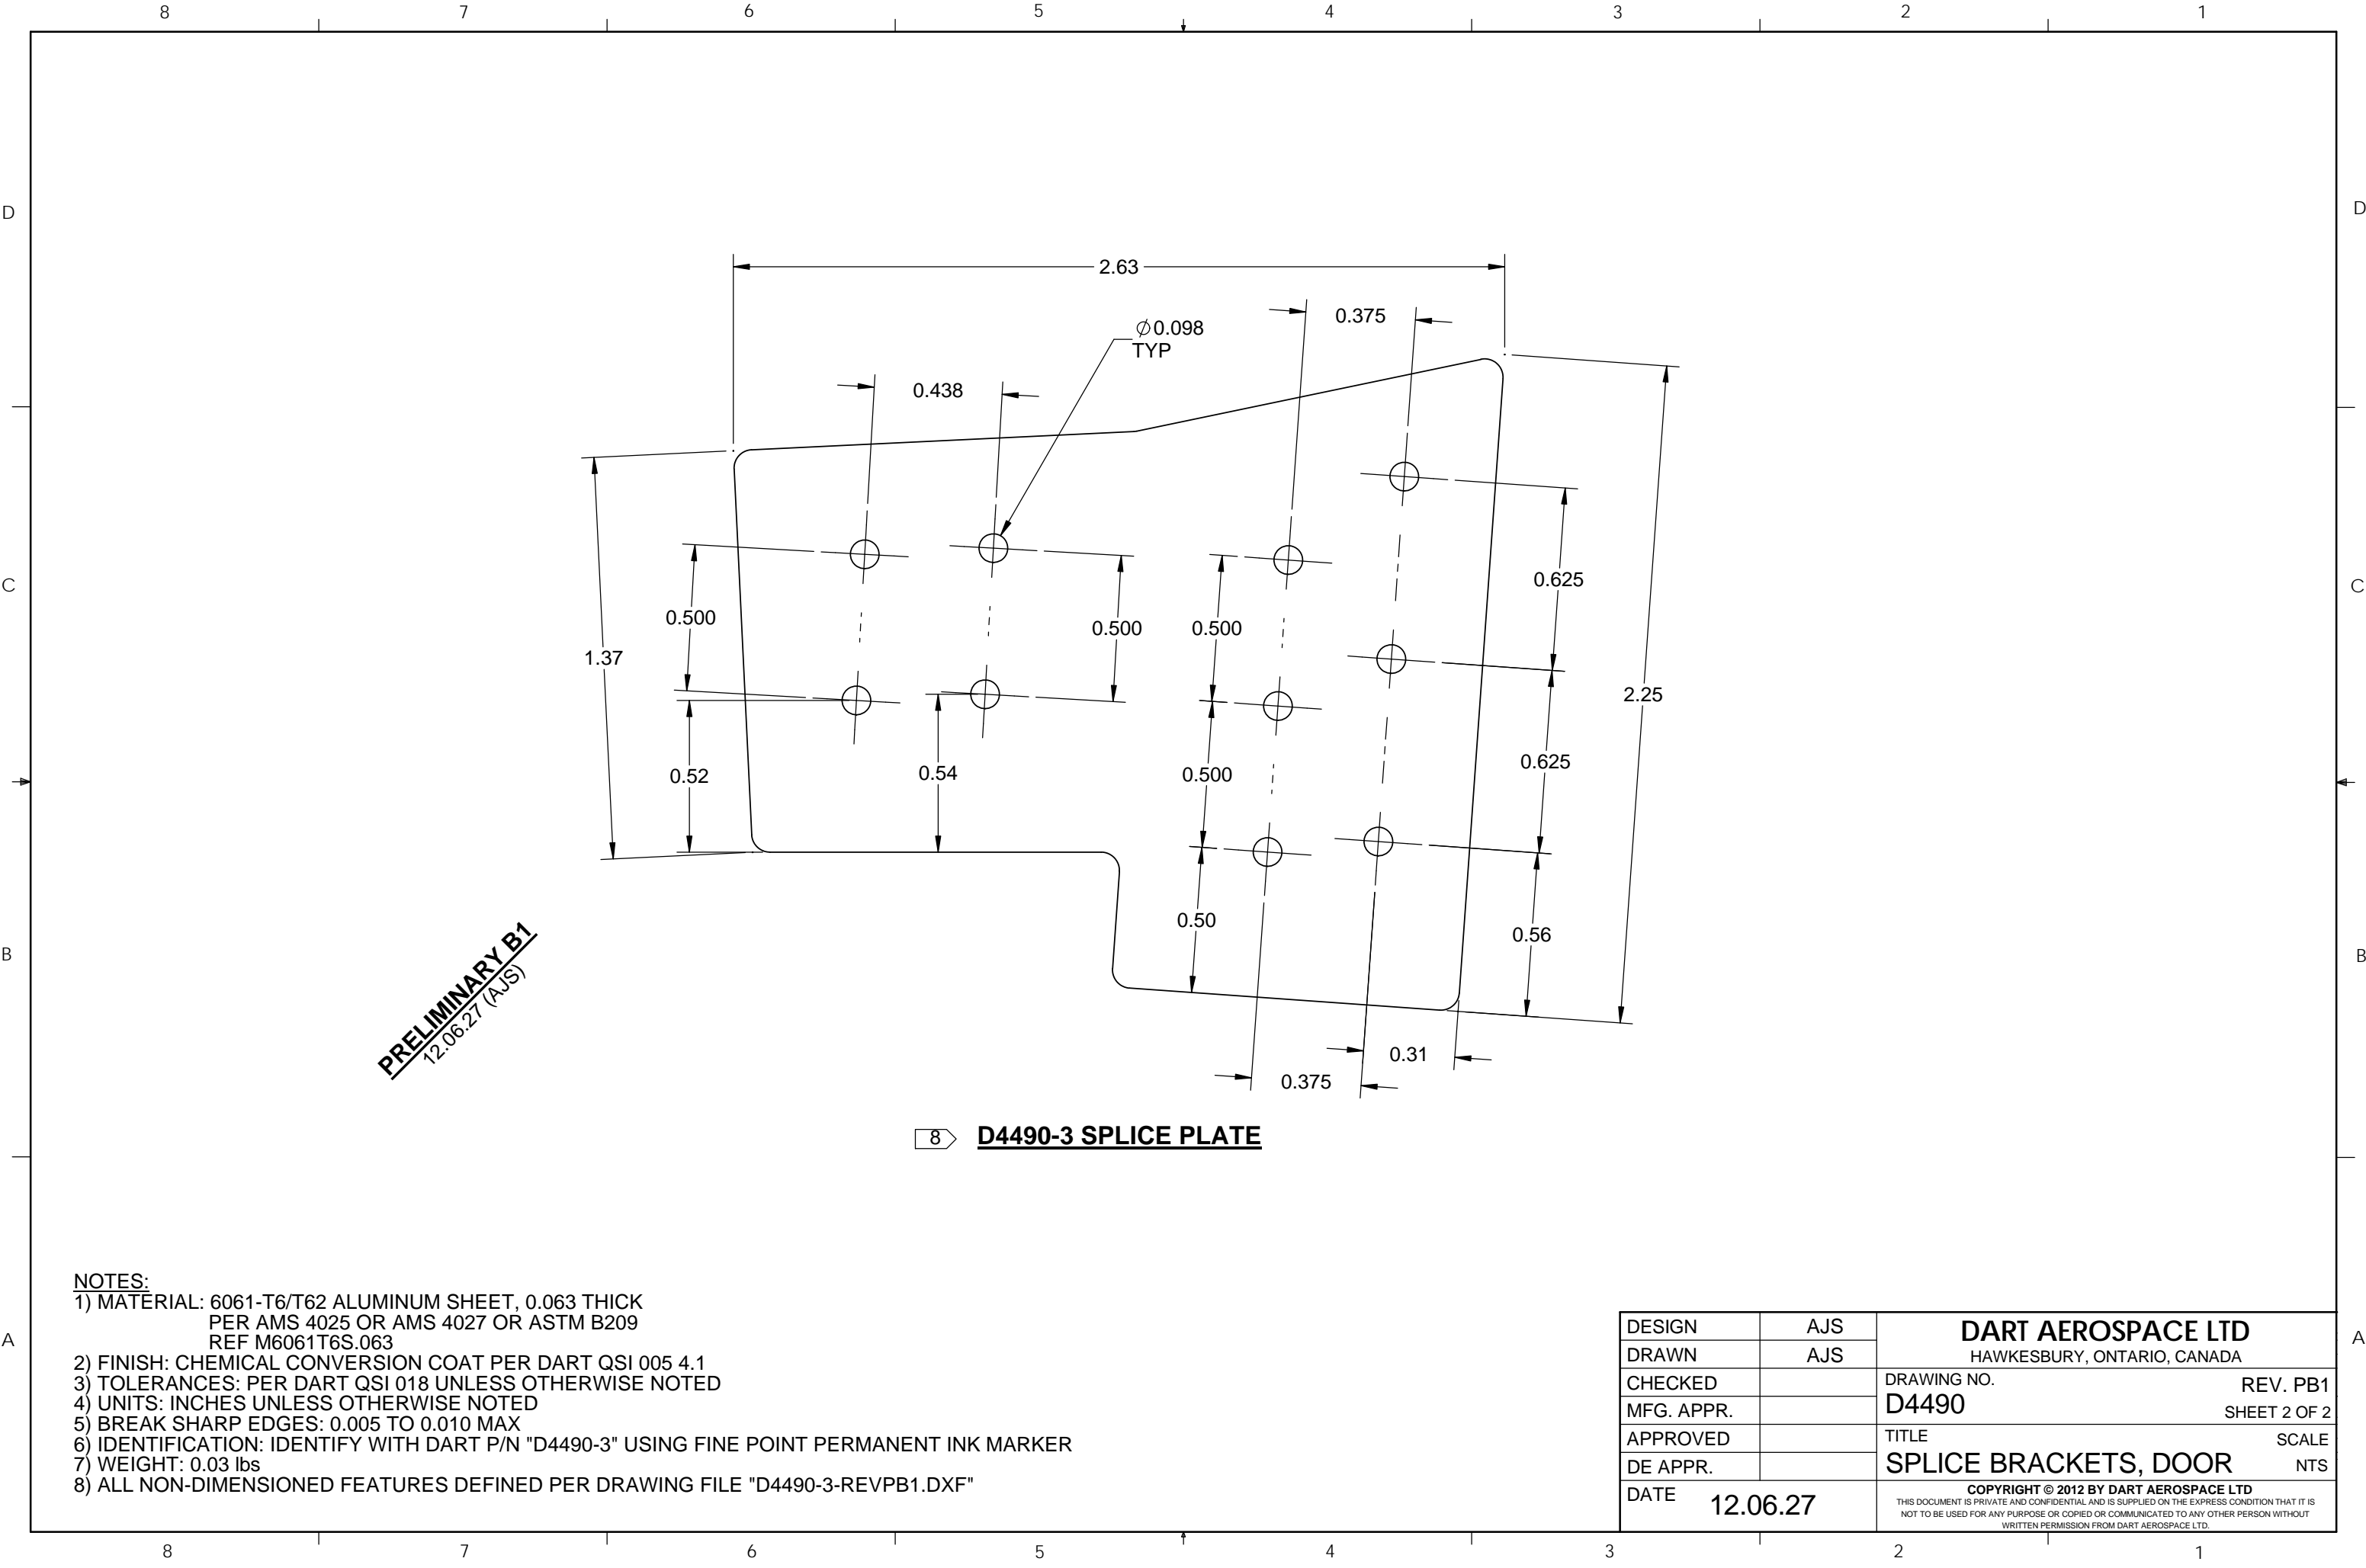 8 7 6 5 4 3 2 1
D D
2.63
0.375
Ø0.098
TYP
0.438
C C
0.625
0.500
0.500 0.500
1.37
2.25
0.625
0.54
0.500
0.52
0.50
0.56
B B
PRELIMINARY B1
12.06.27 (AJS)
0.31
0.375
8 D4490-3 SPLICE PLATE
NOTES:
1) MATERIAL: 6061-T6/T62 ALUMINUM SHEET, 0.063 THICK
PER AMS 4025 OR AMS 4027 OR ASTM B209
REF M6061T6S.063
2) FINISH: CHEMICAL CONVERSION COAT PER DART QSI 005 4.1
3) TOLERANCES: PER DART QSI 018 UNLESS OTHERWISE NOTED
4) UNITS: INCHES UNLESS OTHERWISE NOTED
5) BREAK SHARP EDGES: 0.005 TO 0.010 MAX
6) IDENTIFICATION: IDENTIFY WITH DART P/N "D4490-3" USING FINE POINT PERMANENT INK MARKER
7) WEIGHT: 0.03 lbs
8) ALL NON-DIMENSIONED FEATURES DEFINED PER DRAWING FILE "D4490-3-REVPB1.DXF"
A A
DESIGN AJS
DRAWN AJS
CHECKED
MFG. APPR.
APPROVED
DE APPR.
DATE 12.06.27
DART AEROSPACE LTD
HAWKESBURY, ONTARIO, CANADA
DRAWING NO. REV. PB1
D4490 SHEET 2 OF 2
TITLE SCALE
SPLICE BRACKETS, DOOR NTS
COPYRIGHT © 2012 BY DART AEROSPACE LTD
THIS DOCUMENT IS PRIVATE AND CONFIDENTIAL AND IS SUPPLIED ON THE EXPRESS CONDITION THAT IT IS
NOT TO BE USED FOR ANY PURPOSE OR COPIED OR COMMUNICATED TO ANY OTHER PERSON WITHOUT
WRITTEN PERMISSION FROM DART AEROSPACE LTD.
8 7 6 5 4 3 2 1